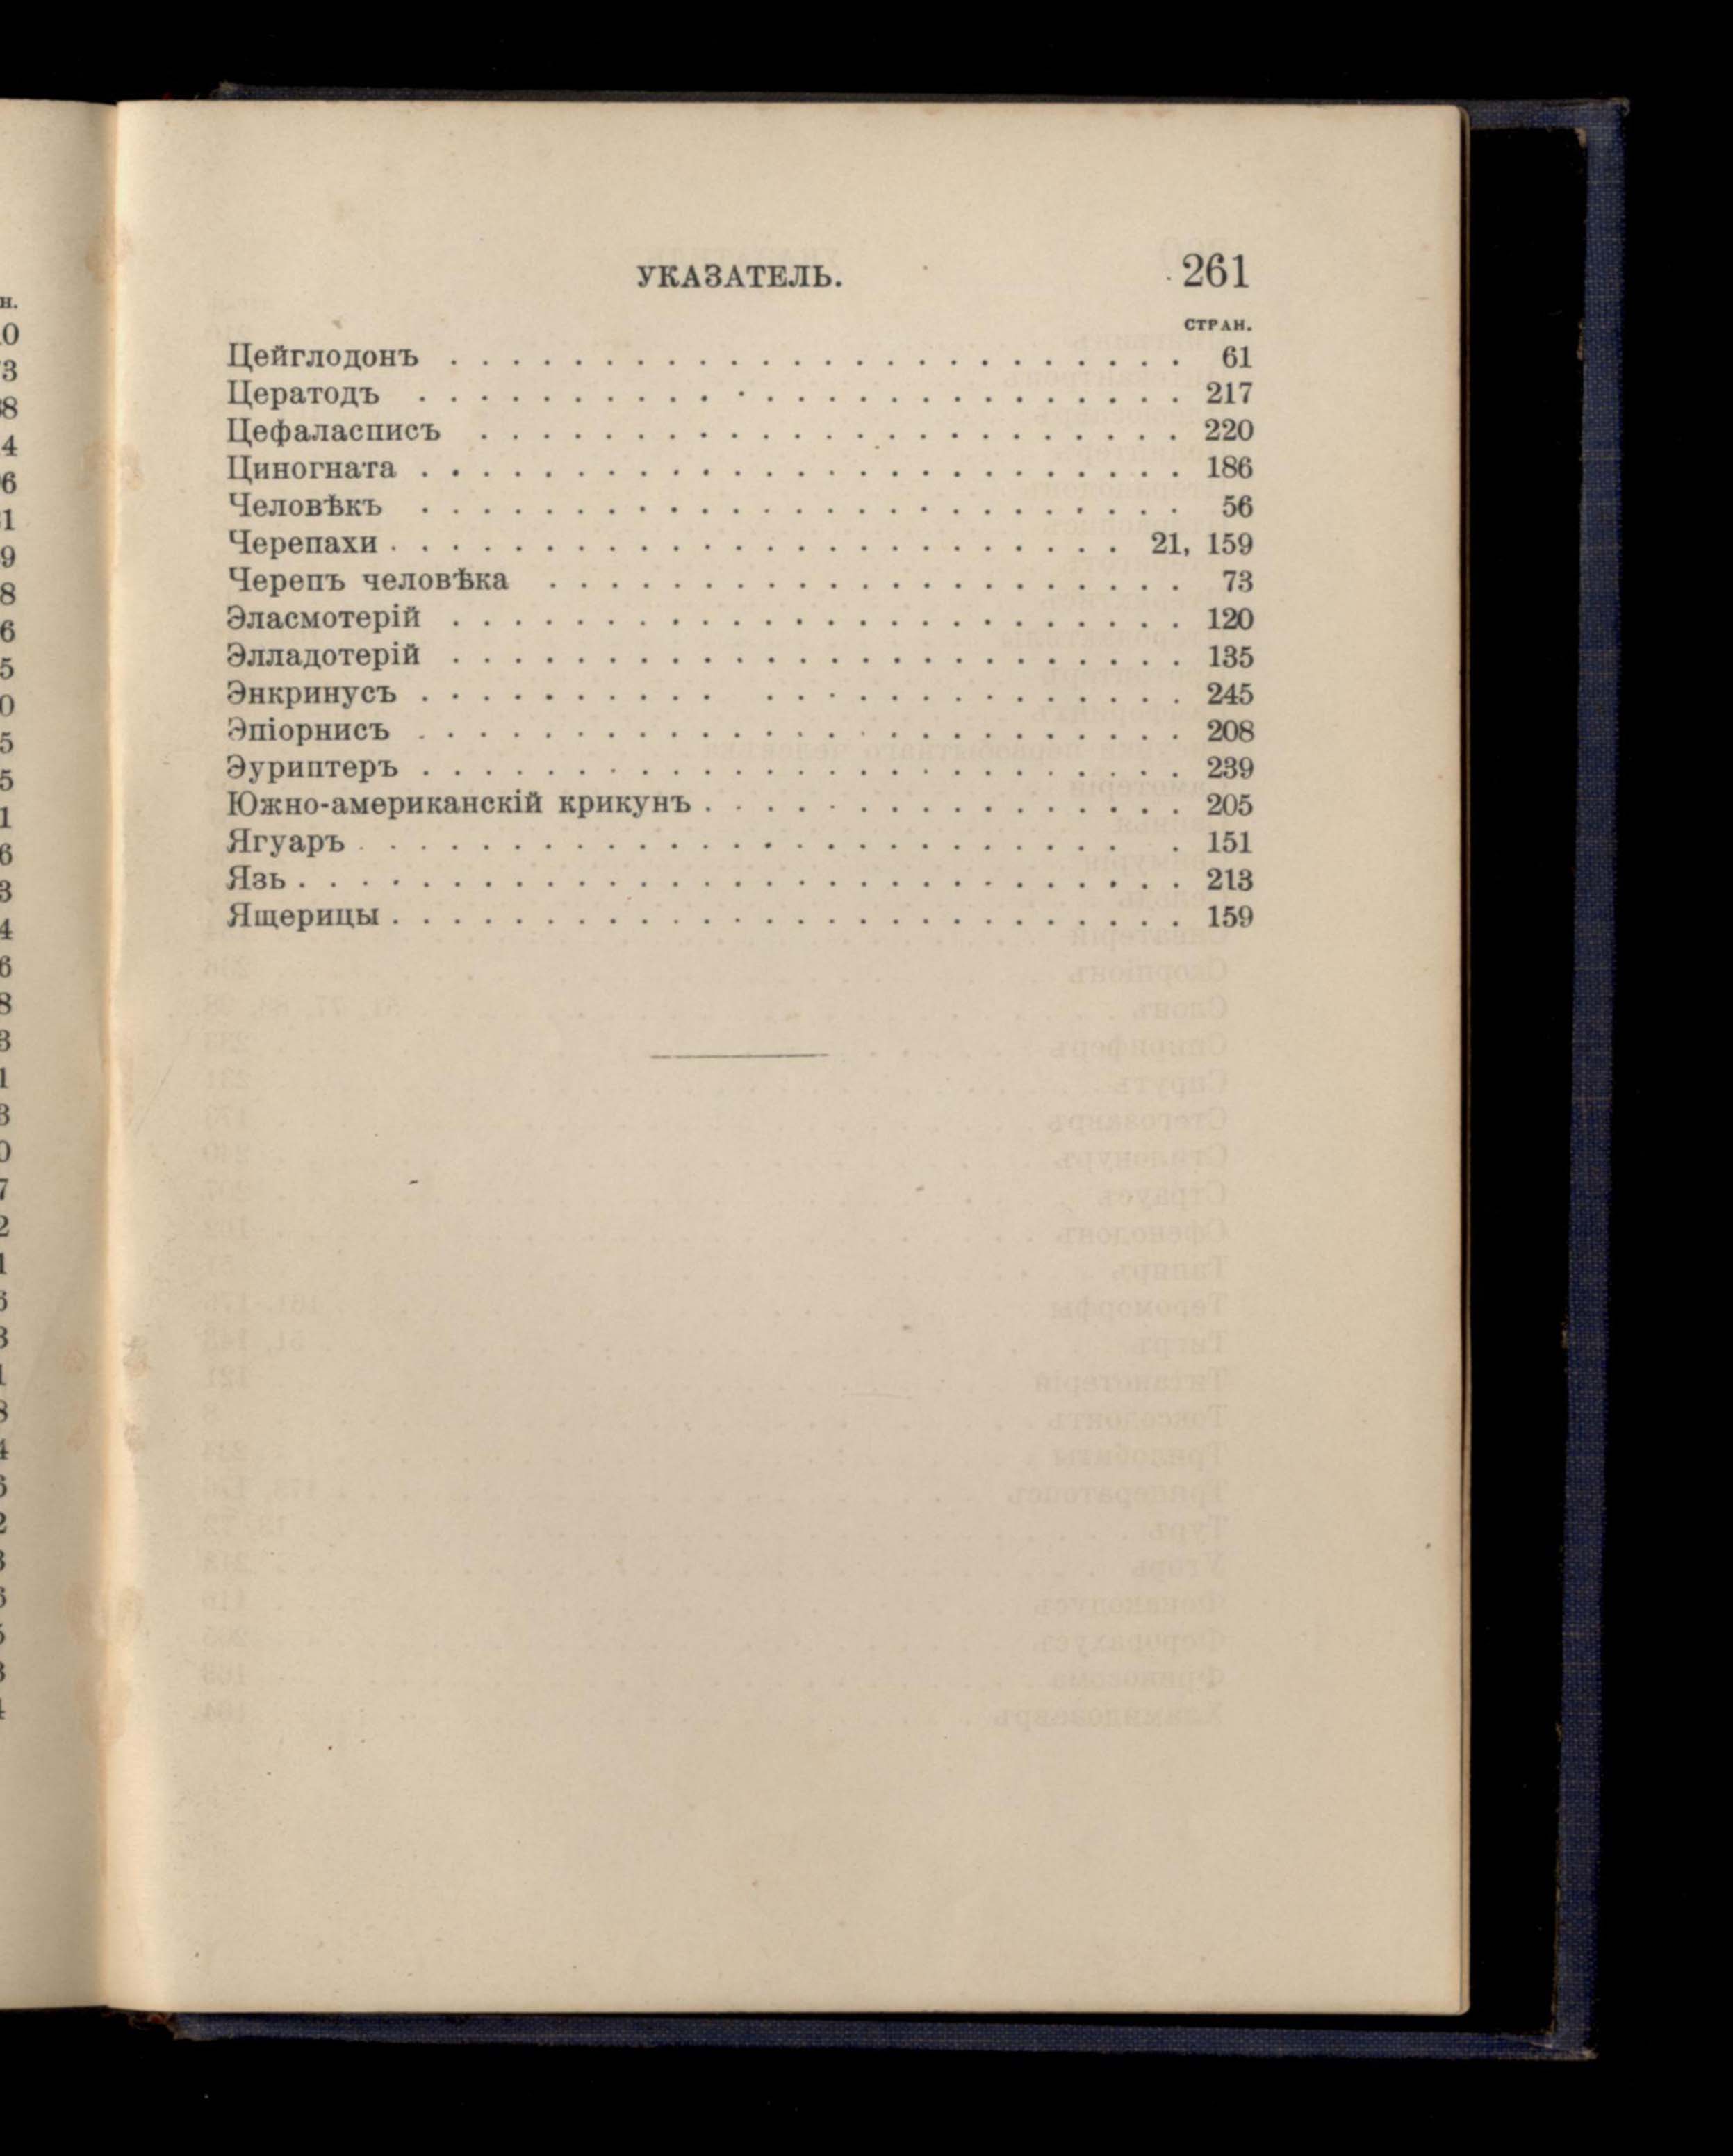 УКАЗАТЕЛЬ. 261
СТРАН.
Цейглодонъ . . . . . . . . . . . . . . . . . . . . . . . . 61
Цератодъ . . . . . . . . . . . . . . . . . . . . . . . . . 217
Цефаласписъ . . . . . . . . . . . . . . . . . . . . . . . 220
Циногната . . . . . . . . . . . . . . . . . . . . . . . . . 186
Человѣкъ . . . . . . . . . . . . . . . . . . . . . . . . . 56
Черепахи . . . . . . . . . . . . . . . . . . . . . . . . 21, 159
Черепъ человѣка . . . . . . . . . . . . . . . . . . . . . 73
Эласмотерій . . . . . . . . . . . . . . . . . . . . . . . . 120
Элладотерій . . . . . . . . . . . . . . . . . . . . . . . . 135
Энкринусъ . . . . . . . . . . . . . . . . . . . . . . . . 245
Эпіорнисъ . . . . . . . . . . . . . . . . . . . . . . . . . 208
Эуриптеръ . . . . . . . . . . . . . . . . . . . . . . . . . 239
Южно-американскій крикунъ . . . . . . . . . . . . . . . . 205
Ягуаръ . . . . . . . . . . . . . . . . . . . . . . . . . . 151
Язь . . . . . . . . . . . . . . . . . . . . . . . . . . . . . 213
Ящерицы . . . . . . . . . . . . . . . . . . . . . . . . . . 159